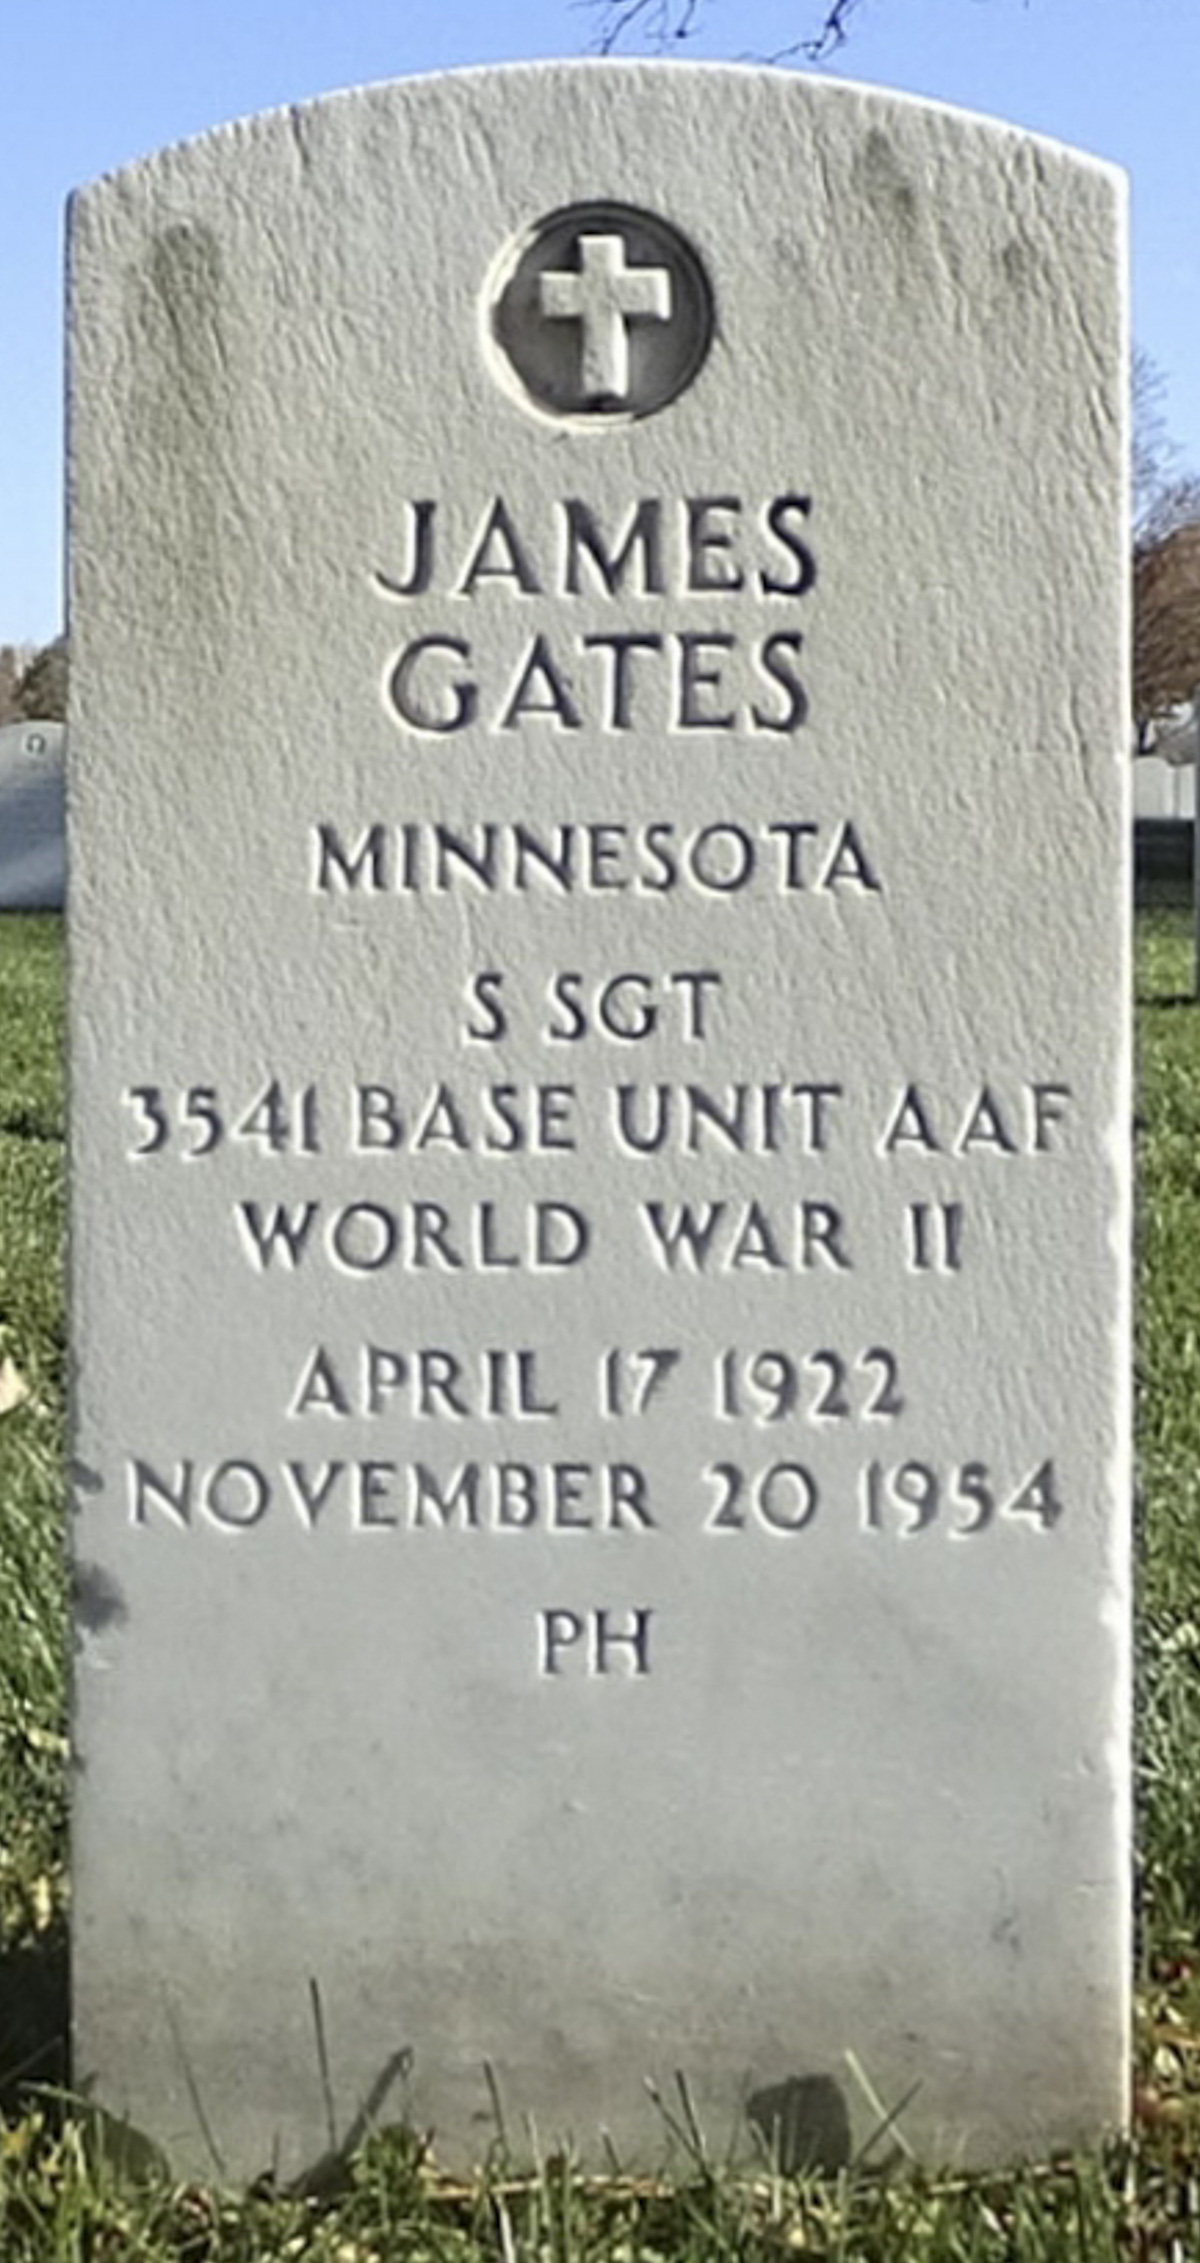 JAMES
GATES
MINNESOTA
S SGT
3541 BASE UNIT AAF
WORLD WAR II
APRIL 17 1922
NOVEMBER 20 1954
PH